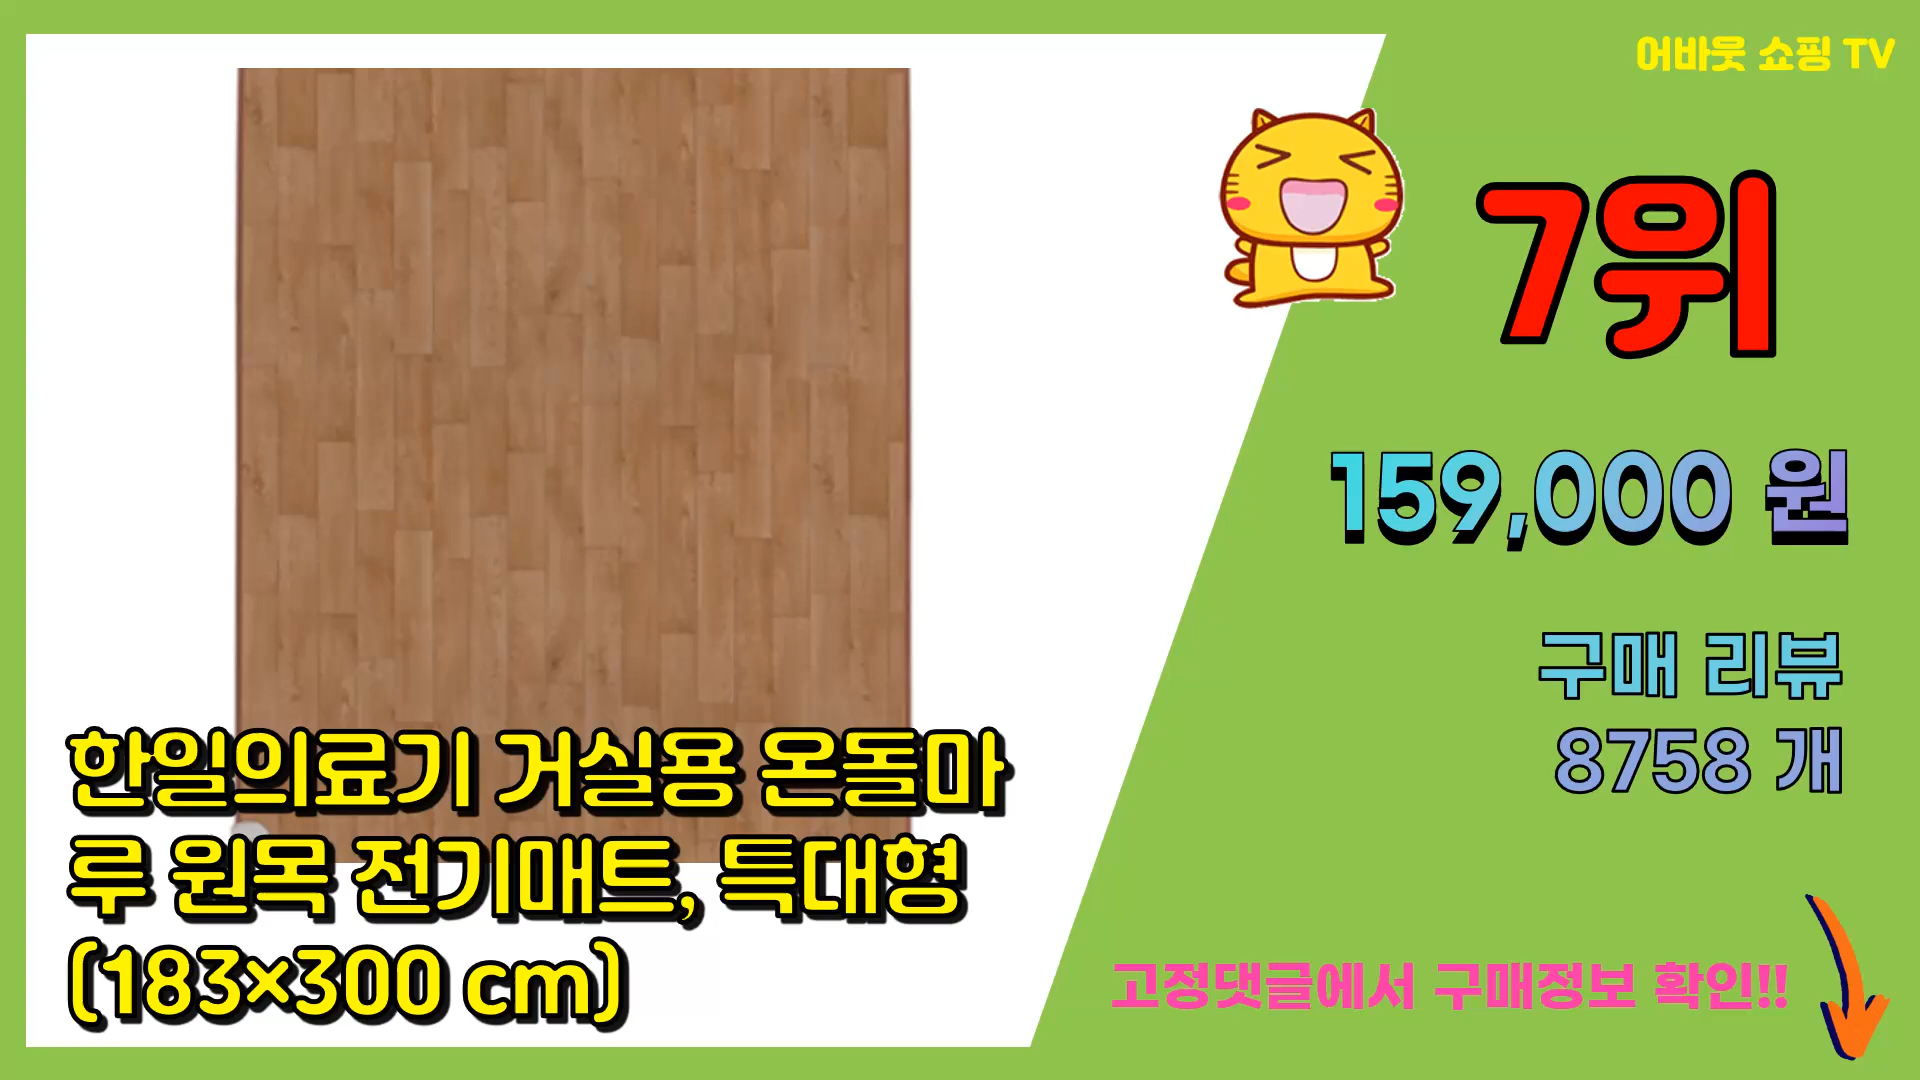 어바웃 쇼핑 TV
7위
159,000 원
구매 리뷰
8758 개
한일의료기 거실용 온돌마
루 원목 전기매트, 특대형
(183×300 cm)
고정댓글에서 구매정보 확인!!